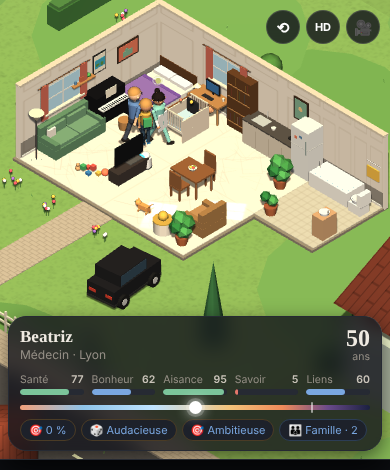 HD
Beatriz
50
Médecin · Lyon
ans
Santé 77 Bonheur 62 Aisance 95 Savoir 5 Liens 60
🎯 0 % 🎲 Audacieuse 🎯 Ambitieuse 👪 Famille · 2